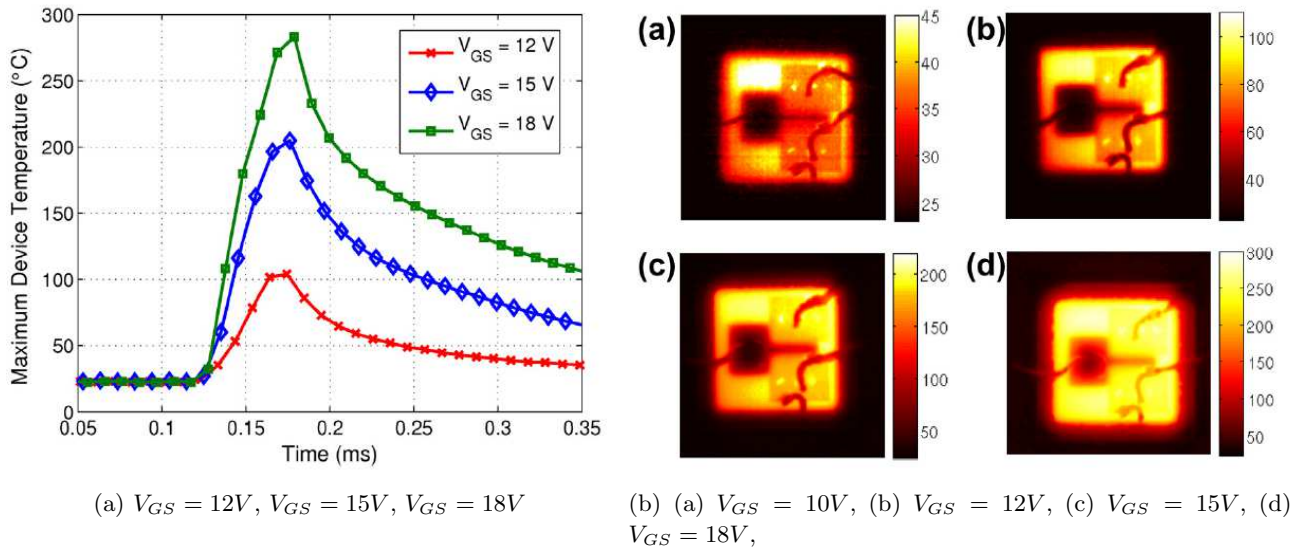 300
250
200
150
100
50
0
Maximum Device Temperature (°C)
0.05
0.1
0.15
0.2
0.25
0.3
0.35
Time (ms)
V_GS = 12 V
V_GS = 15 V
V_GS = 18 V
(a)
45
40
35
30
25
(b)
100
80
60
40
(c)
200
150
100
50
(d)
300
250
200
150
100
50
(a) V_GS = 12V, V_GS = 15V, V_GS = 18V
(b) (a) V_GS = 10V, (b) V_GS = 12V, (c) V_GS = 15V, (d)
V_GS = 18V,